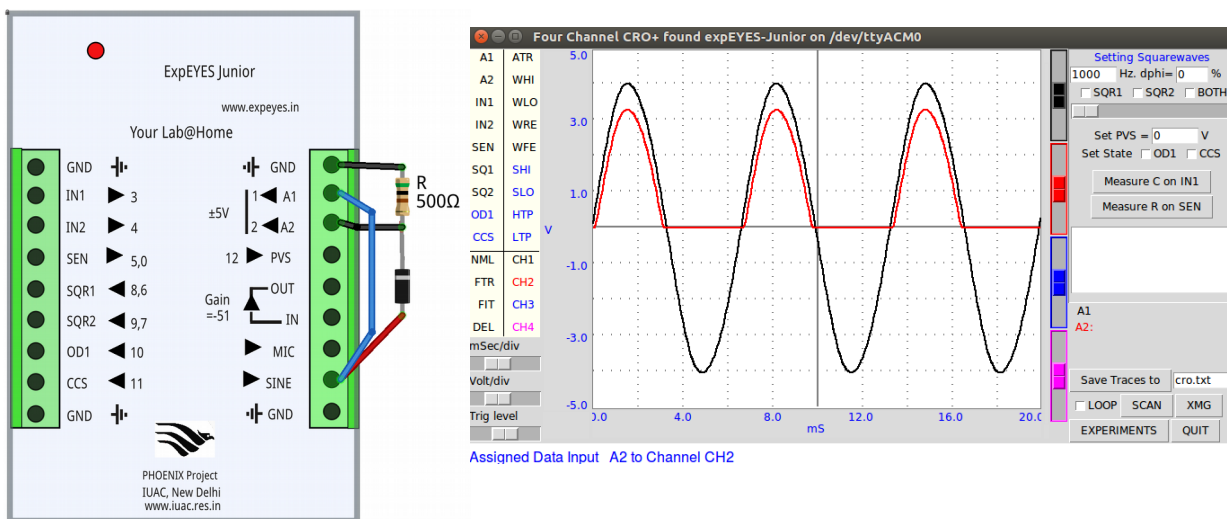 ExpEYES Junior
www.expeyes.in
Your Lab@Home
GND
IN1 3
IN2 4
SEN 5,0
SQR1 8,6
SQR2 9,7
OD1 10
CCS 11
GND
GND
±5V
1 A1
2 A2
12 PVS
Gain
=-51
OUT
IN
MIC
SINE
GND
R
500Ω
PHOENIX Project
IUAC, New Delhi
www.iuac.res.in
Four Channel CRO+ found expEYES-Junior on /dev/ttyACM0
A1 ATR
A2 WHI
IN1 WLO
IN2 WRE
SEN WFE
SQ1 SHI
SQ2 SLO
OD1 HTP
CCS LTP
NML CH1
FTR CH2
FIT CH3
DEL CH4
mSec/div
Volt/div
Trig level
5.0
3.0
1.0
V
-1.0
-3.0
-5.0
0.0 4.0 8.0 12.0 16.0 20.0
mS
Setting Squarewaves
1000 Hz. dphi= 0 %
SQR1 SQR2 BOTH
Set PVS = 0 V
Set State OD1 CCS
Measure C on IN1
Measure R on SEN
A1
A2:
Save Traces to cro.txt
LOOP SCAN XMG
EXPERIMENTS QUIT
Assigned Data Input A2 to Channel CH2